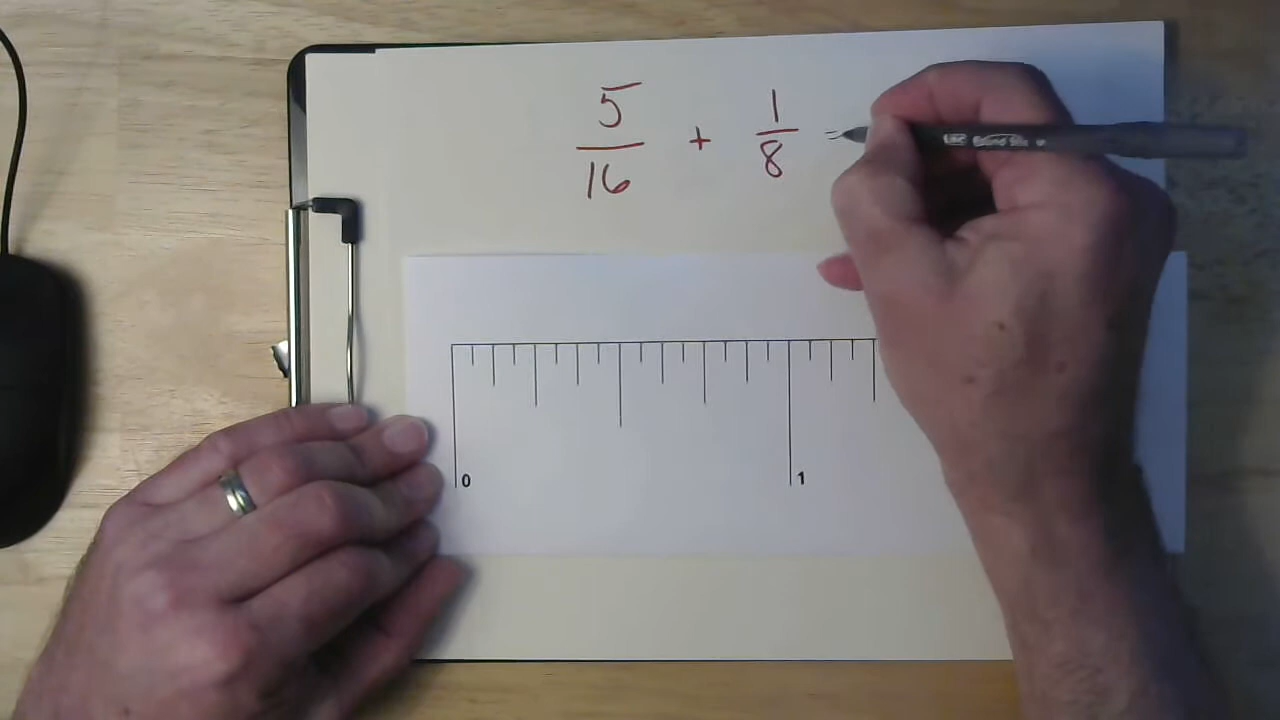 5/16 + 1/8 =
0 1